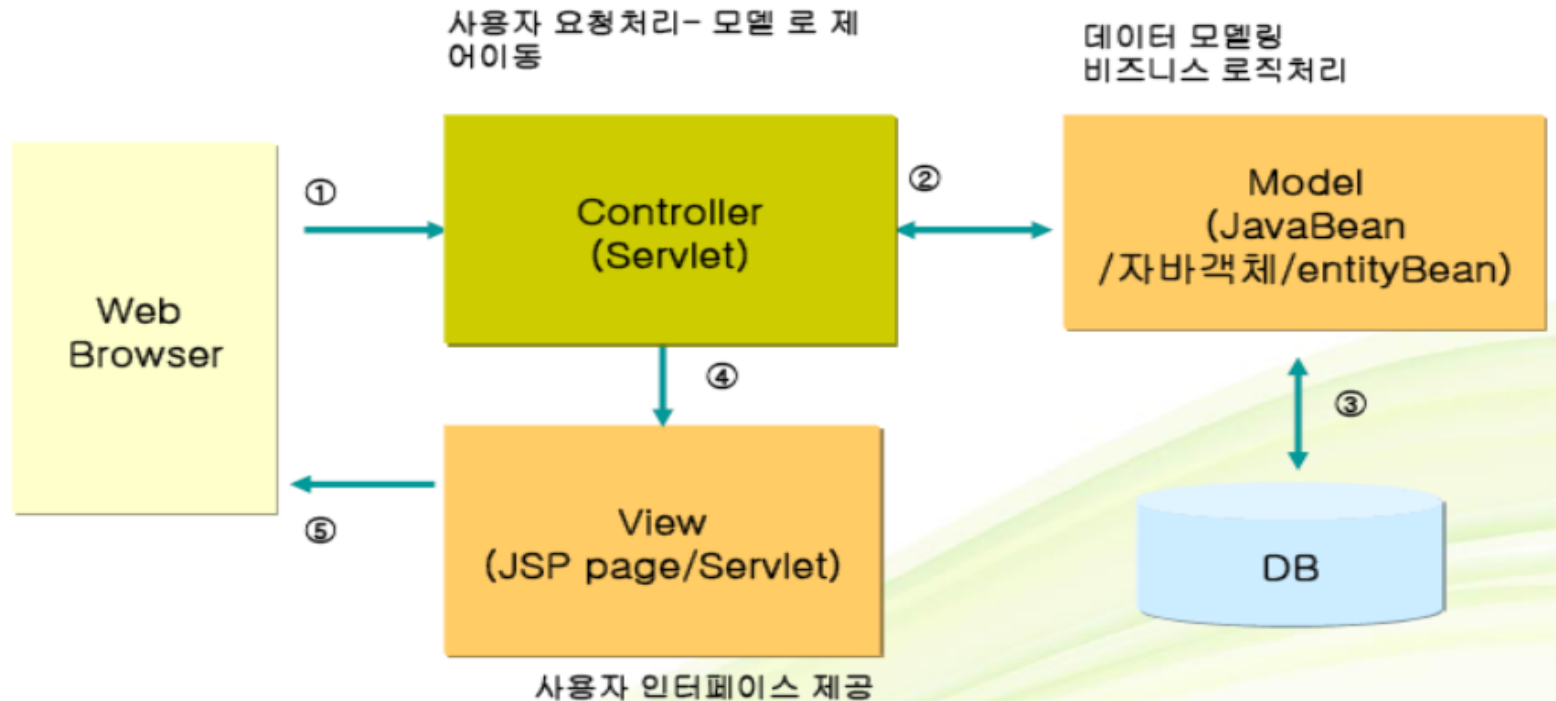 사용자 요청처리- 모델 로 제
어이동
데이터 모델링
비즈니스 로직처리
Web
Browser
①
Controller
(Servlet)
②
Model
(JavaBean
/자바객체/entityBean)
④
③
⑤
View
(JSP page/Servlet)
DB
사용자 인터페이스 제공